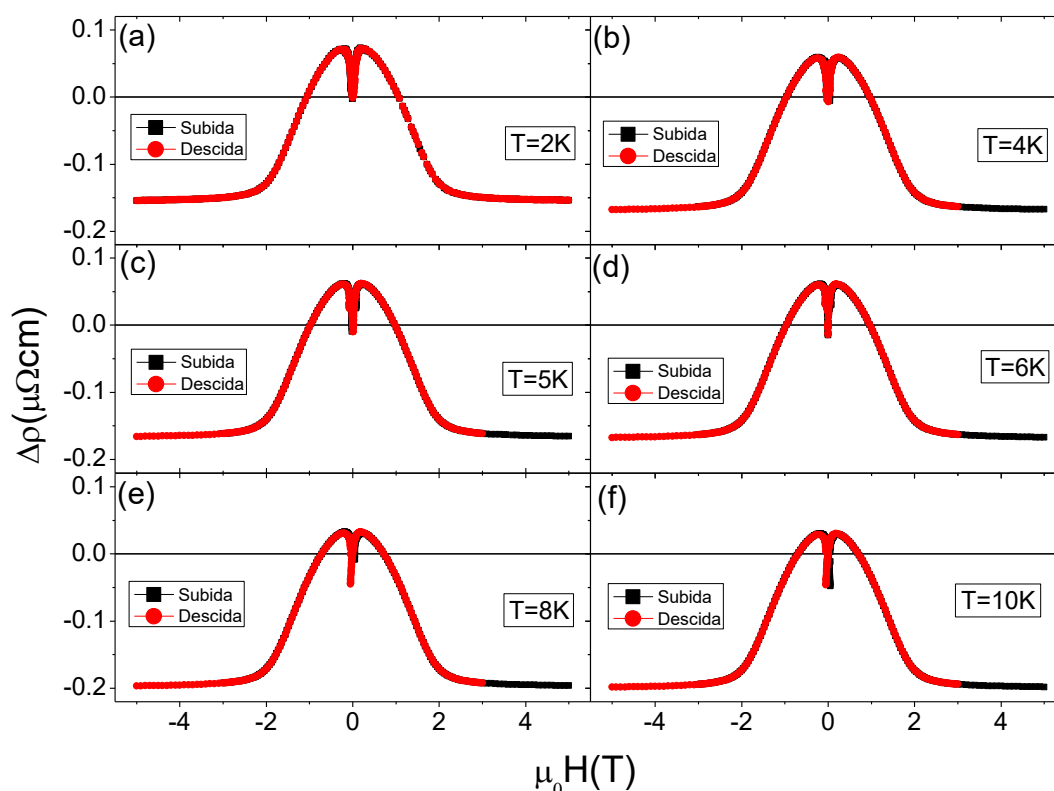 (a)
0.1
0.0
-0.1
-0.2
Subida
Descida
T=2K
(b)
Subida
Descida
T=4K
(c)
0.1
0.0
-0.1
-0.2
Subida
Descida
T=5K
(d)
Subida
Descida
T=6K
(e)
0.1
0.0
-0.1
-0.2
Subida
Descida
T=8K
(f)
Subida
Descida
T=10K
-4 -2 0 2 4
-4 -2 0 2 4
Δρ(μΩcm)
μ₀H(T)